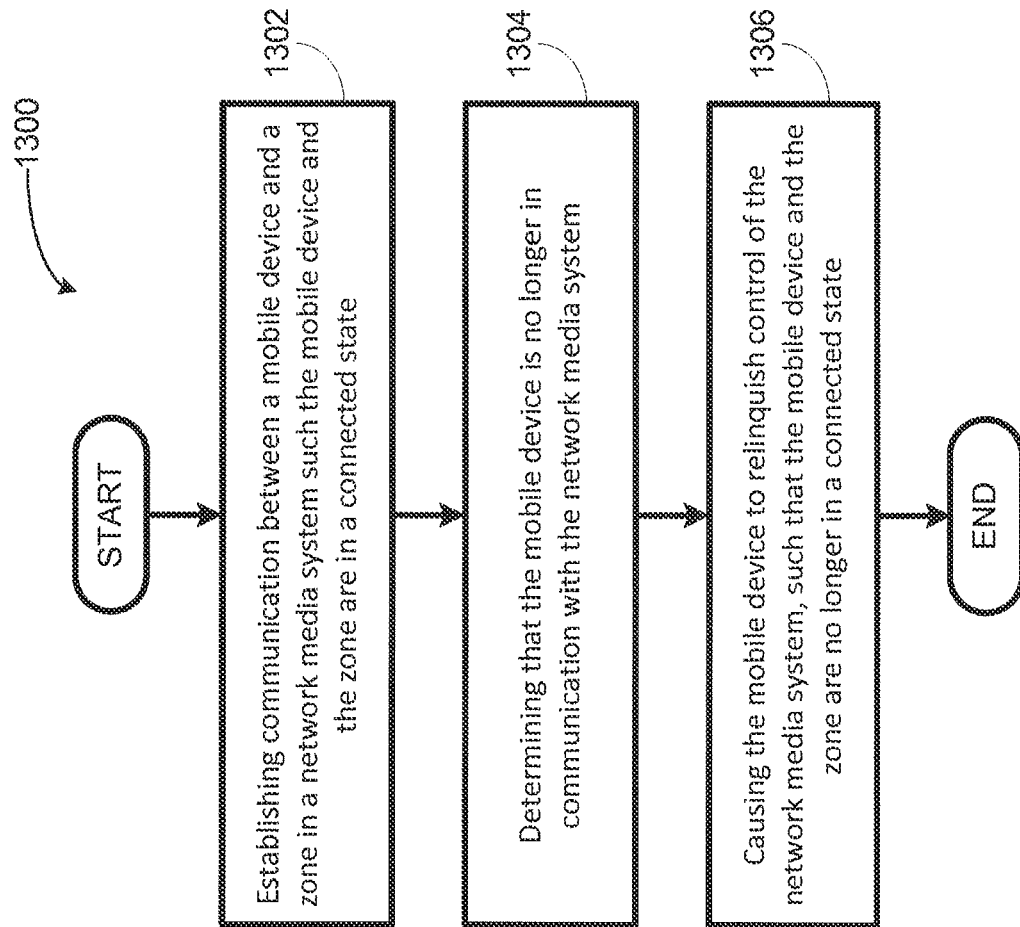 1300
START
Establishing communication between a mobile device and a
zone in a network media system such the mobile device and
the zone are in a connected state
1302
Determining that the mobile device is no longer in
communication with the network media system
1304
Causing the mobile device to relinquish control of the
network media system, such that the mobile device and the
zone are no longer in a connected state
1306
END